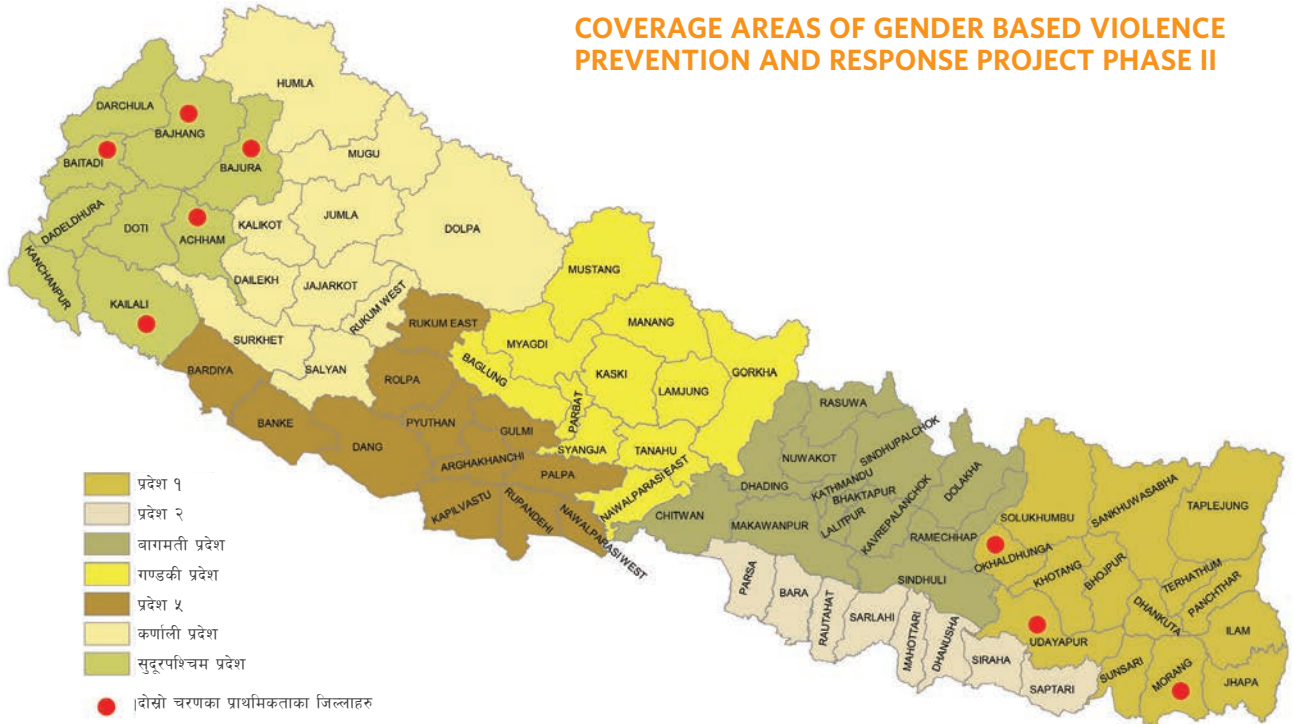 COVERAGE AREAS OF GENDER BASED VIOLENCE
PREVENTION AND RESPONSE PROJECT PHASE II
HUMLA
DARCHULA
BAJHANG
BAITADI
BAJURA
MUGU
DADELDHURA
DOTI
ACHHAM
KALIKOT
JUMLA
DOLPA
KANCHANPUR
KAILALI
DAILEKH
JAJARKOT
RUKUM WEST
SURKHET
SALYAN
RUKUM EAST
MUSTANG
MANANG
MYAGDI
BAGLUNG
KASKI
LAMJUNG
GORKHA
PARBAT
SYANGJA
TANAHU
NAWALPARASI EAST
BARDIYA
BANKE
DANG
ROLPA
PYUTHAN
GULMI
ARGHAKHANCHI
PALPA
KAPILVASTU
RUPANDEHI
NAWALPARASI WEST
RASUWA
NUWAKOT
SINDHUPALCHOK
DHADING
KATHMANDU
BHAKTAPUR
LALITPUR
KAVREPALANCHOK
DOLAKHA
CHITWAN
MAKAWANPUR
RAMECHHAP
SINDHULI
PARSA
BARA
RAUTAHAT
SARLAHI
MAHOTTARI
DHANUSHA
SIRAHA
SAPTARI
SOLUKHUMBU
SANKHUWASABHA
TAPLEJUNG
OKHALDHUNGA
KHOTANG
BHOJPUR
TERHATHUM
PANCHTHAR
DHANKUTA
UDAYAPUR
ILAM
SUNSARI
MORANG
JHAPA
प्रदेश १
प्रदेश २
बागमती प्रदेश
गण्डकी प्रदेश
प्रदेश ५
कर्णाली प्रदेश
सुदूरपश्चिम प्रदेश
दोस्रो चरणका प्राथमिकताका जिल्लाहरु